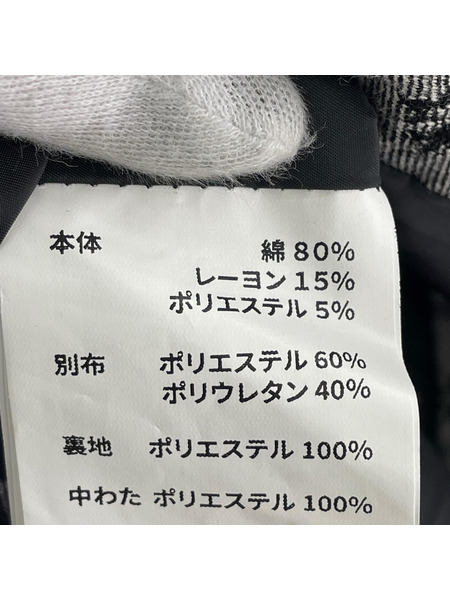 本体 綿 80%
レーヨン 15%
ポリエステル 5%
別布 ポリエステル 60%
ポリウレタン 40%
裏地 ポリエステル 100%
中わた ポリエステル 100%